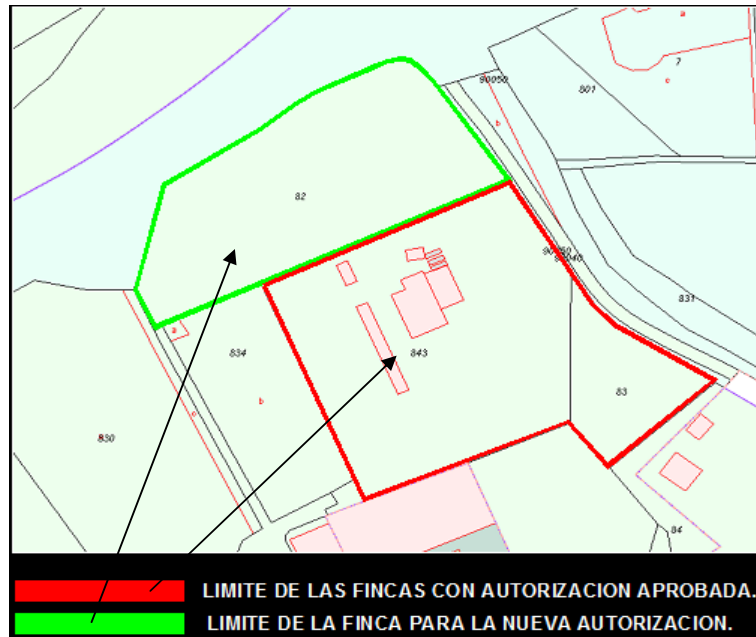 a
7
c
90050
801
b
82
90050
90040
831
a
834
843
83
b
c
830
84
LIMITE DE LAS FINCAS CON AUTORIZACION APROBADA.
LIMITE DE LA FINCA PARA LA NUEVA AUTORIZACION.